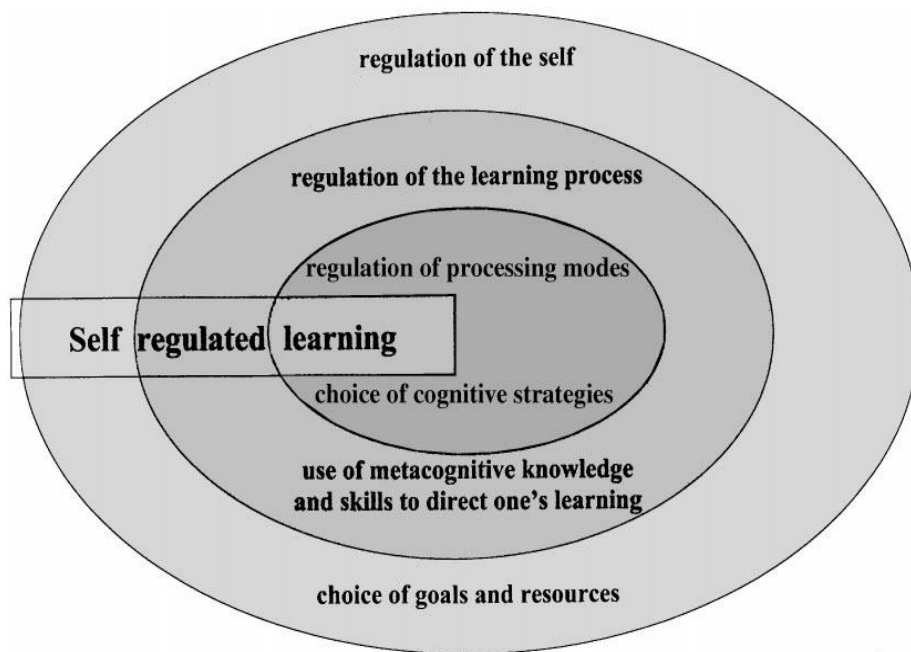 regulation of the self
regulation of the learning process
regulation of processing modes
Self regulated learning
choice of cognitive strategies
use of metacognitive knowledge
and skills to direct one's learning
choice of goals and resources